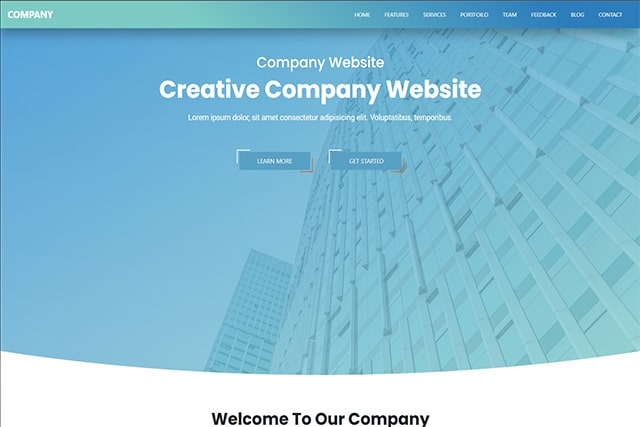 COMPANY
HOME FEATURES SERVICES PORTFOILO TEAM FEEDBACK BLOG CONTACT
Company Website
Creative Company Website
Lorem ipsum dolor, sit amet consectetur adipisicing elit. Voluptatibus, temporibus.
LEARN MORE GET STARTED
Welcome To Our Company